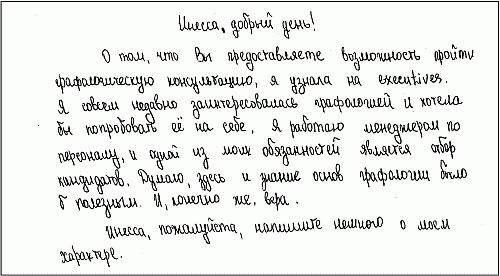 Инесса, добрый день!
О том, что Вы предоставляете возможность пройти
графологическую консультацию, я узнала на executives.
Я совсем недавно заинтересовалась графологией и хотела
бы попробовать её на себе. Я работаю менеджером по
персоналу, и одной из моих обязанностей является отбор
кандидатов. Думаю, здесь и знание основ графологии было
б полезным. И, конечно же, вера.
Инесса, пожалуйста, напишите немного о моем
характере.